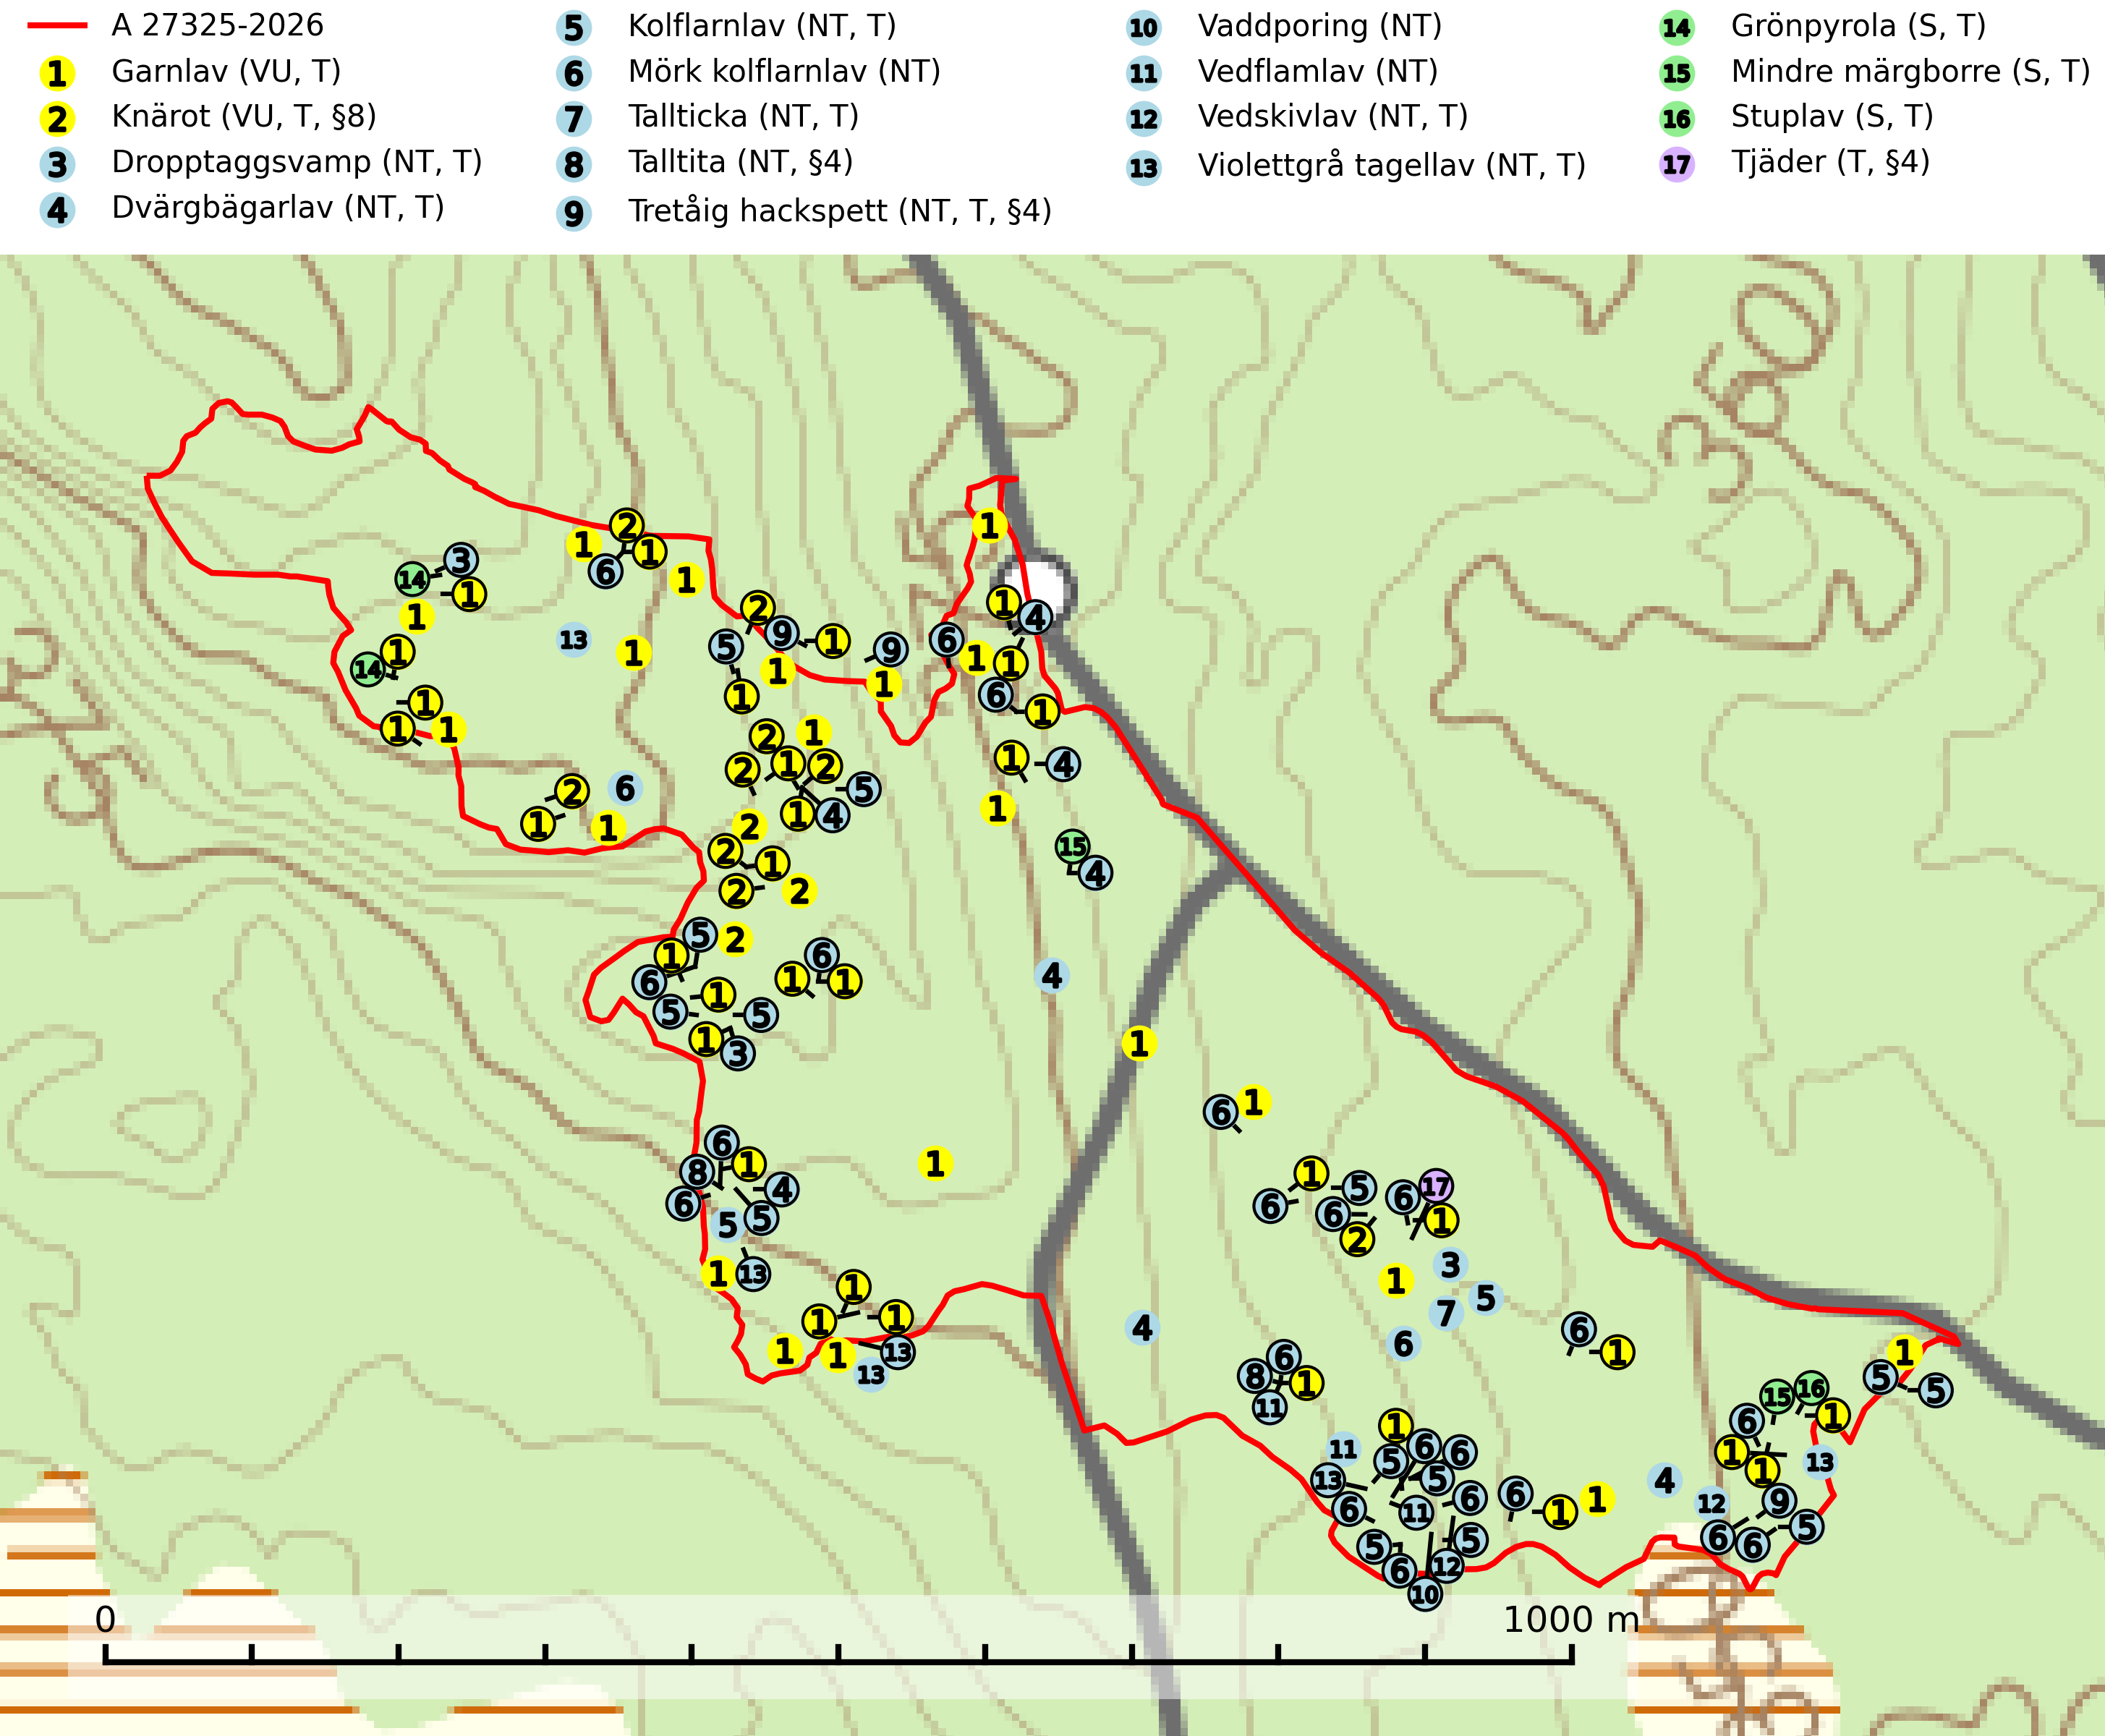 A 27325-2026
1 Garnlav (VU, T)
2 Knärot (VU, T, §8)
3 Dropptaggsvamp (NT, T)
4 Dvärgbägarlav (NT, T)
5 Kolflarnlav (NT, T)
6 Mörk kolflarnlav (NT)
7 Tallticka (NT, T)
8 Talltita (NT, §4)
9 Tretåig hackspett (NT, T, §4)
10 Vaddporing (NT)
11 Vedflamlav (NT)
12 Vedskivlav (NT, T)
13 Violettgrå tagellav (NT, T)
14 Grönpyrola (S, T)
15 Mindre märgborre (S, T)
16 Stuplav (S, T)
17 Tjäder (T, §4)
0 1000 m